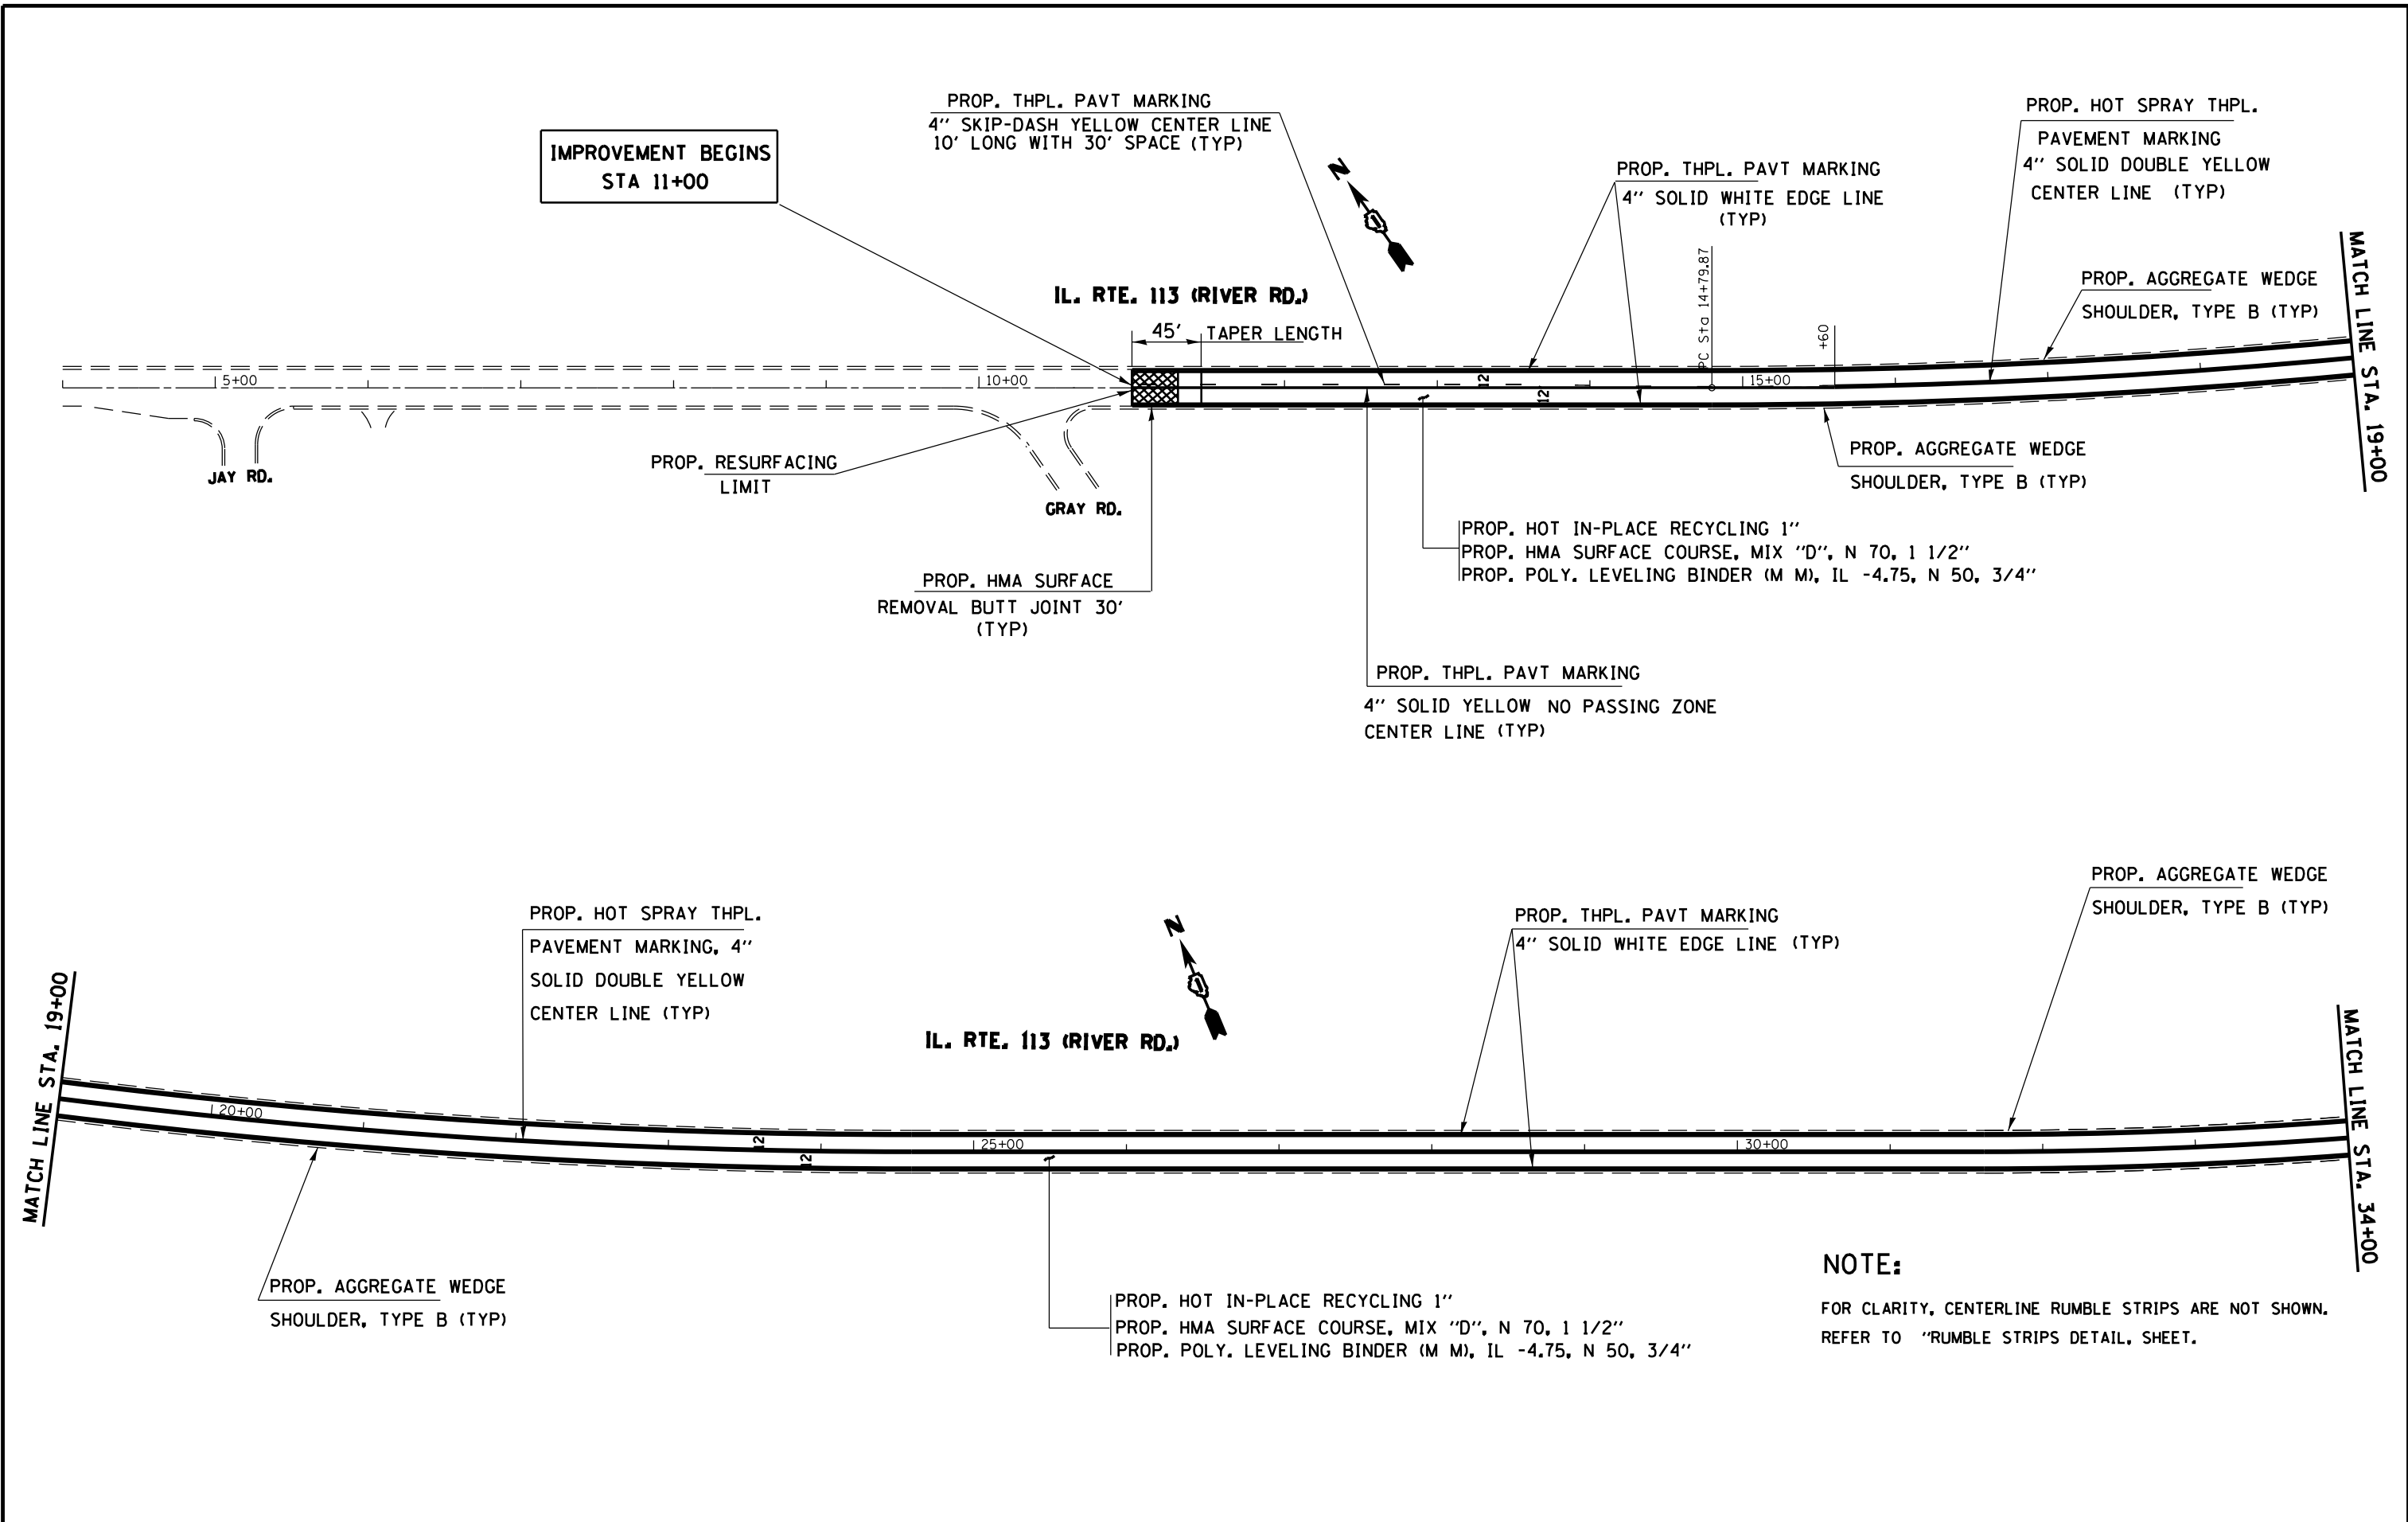 IMPROVEMENT BEGINS
STA 11+00
PROP. THPL. PAVT MARKING
4" SKIP-DASH YELLOW CENTER LINE
10' LONG WITH 30' SPACE (TYP)
N
PROP. THPL. PAVT MARKING
4" SOLID WHITE EDGE LINE
(TYP)
PROP. HOT SPRAY THPL.
PAVEMENT MARKING
4" SOLID DOUBLE YELLOW
CENTER LINE (TYP)
PROP. AGGREGATE WEDGE
SHOULDER, TYPE B (TYP)
MATCH LINE STA. 19+00
IL. RTE. 113 (RIVER RD.)
45' TAPER LENGTH
PC Sta 14+79.87
+60
5+00
10+00
12
12
15+00
JAY RD.
GRAY RD.
PROP. RESURFACING
LIMIT
PROP. AGGREGATE WEDGE
SHOULDER, TYPE B (TYP)
PROP. HOT IN-PLACE RECYCLING 1"
PROP. HMA SURFACE COURSE, MIX "D", N 70, 1 1/2"
PROP. POLY. LEVELING BINDER (M M), IL -4.75, N 50, 3/4"
PROP. HMA SURFACE
REMOVAL BUTT JOINT 30'
(TYP)
PROP. THPL. PAVT MARKING
4" SOLID YELLOW NO PASSING ZONE
CENTER LINE (TYP)
MATCH LINE STA. 19+00
PROP. HOT SPRAY THPL.
PAVEMENT MARKING, 4"
SOLID DOUBLE YELLOW
CENTER LINE (TYP)
IL. RTE. 113 (RIVER RD.)
N
PROP. THPL. PAVT MARKING
4" SOLID WHITE EDGE LINE (TYP)
PROP. AGGREGATE WEDGE
SHOULDER, TYPE B (TYP)
MATCH LINE STA. 34+00
20+00
12
12
25+00
30+00
PROP. AGGREGATE WEDGE
SHOULDER, TYPE B (TYP)
PROP. HOT IN-PLACE RECYCLING 1"
PROP. HMA SURFACE COURSE, MIX "D", N 70, 1 1/2"
PROP. POLY. LEVELING BINDER (M M), IL -4.75, N 50, 3/4"
NOTE:
FOR CLARITY, CENTERLINE RUMBLE STRIPS ARE NOT SHOWN.
REFER TO "RUMBLE STRIPS DETAIL, SHEET.